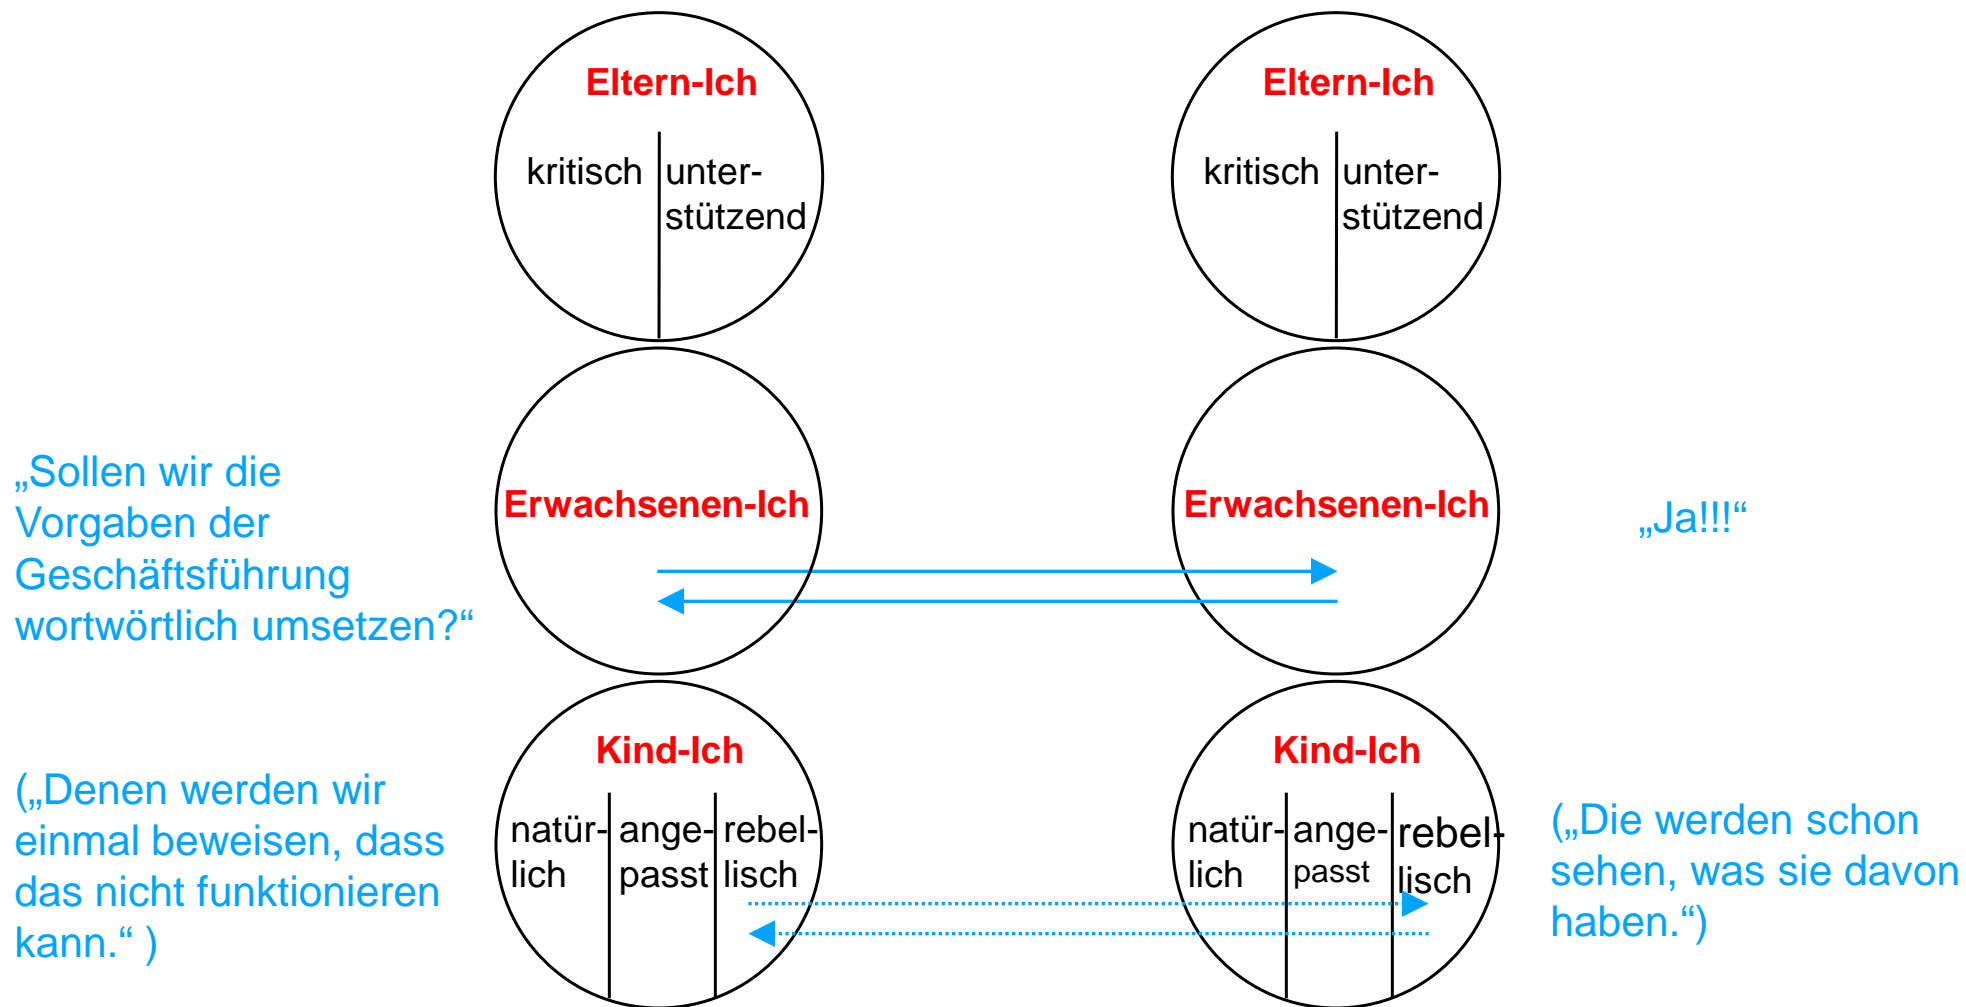 Eltern-Ich
kritisch
unter-
stützend
Eltern-Ich
kritisch
unter-
stützend
„Sollen wir die
Vorgaben der
Geschäftsführung
wortwörtlich umsetzen?“
Erwachsenen-Ich
Erwachsenen-Ich
„Ja!!!“
(„Denen werden wir
einmal beweisen, dass
das nicht funktionieren
kann.“ )
Kind-Ich
natür-
lich
ange-
passt
rebel-
lisch
Kind-Ich
natür-
lich
ange-
passt
rebel-
lisch
(„Die werden schon
sehen, was sie davon
haben.“)